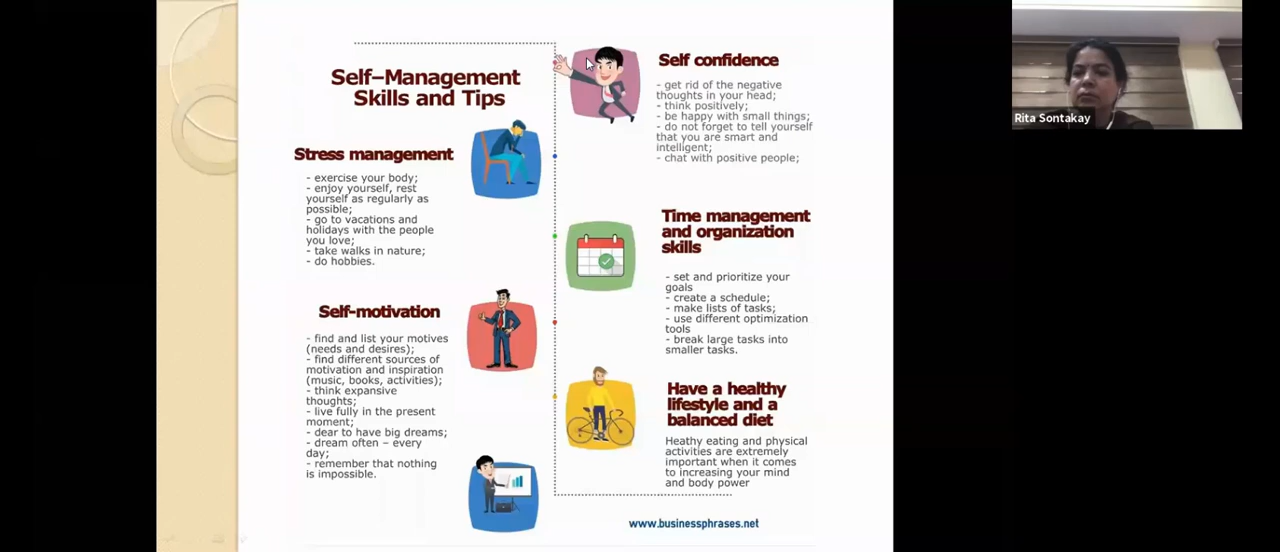 Self-Management
Skills and Tips
Stress management
- exercise your body;
- enjoy yourself, rest
yourself as regularly as
possible;
- go to vacations and
holidays with the people
you love;
- take walks in nature;
- do hobbies.
Self-motivation
- find and list your motives
(needs and desires);
- find different sources of
motivation and inspiration
(music, books, activities);
- think expansive
thoughts;
- live fully in the present
moment;
- dear to have big dreams;
- dream often – every
day;
- remember that nothing
is impossible.
Self confidence
- get rid of the negative
thoughts in your head;
- think positively;
- be happy with small things;
- do not forget to tell yourself
that you are smart and
intelligent;
- chat with positive people;
Time management
and organization
skills
- set and prioritize your
goals
- create a schedule;
- make lists of tasks;
- use different optimization
tools
- break large tasks into
smaller tasks.
Have a healthy
lifestyle and a
balanced diet
Heathy eating and physical
activities are extremely
important when it comes
to increasing your mind
and body power
www.businessphrases.net
Rita Sontakay